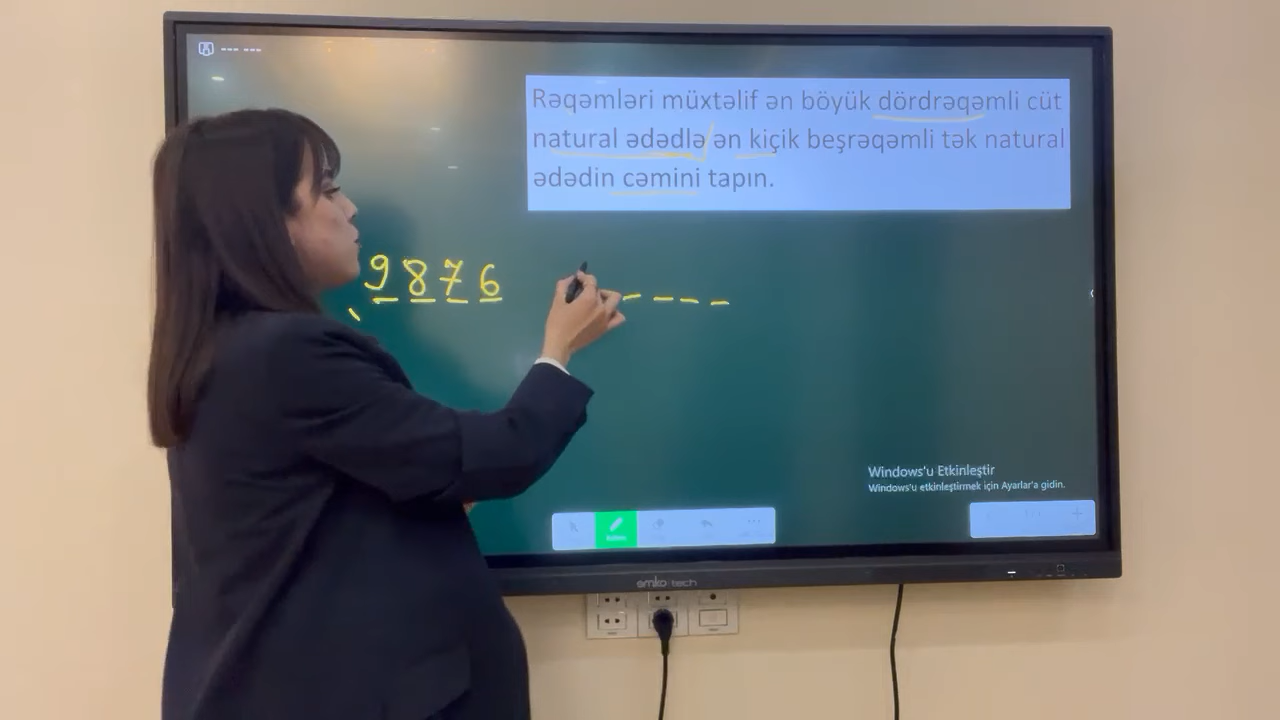 Rəqəmləri müxtəlif ən böyük dördrəqəmli cüt
natural ədədlə ən kiçik beşrəqəmli tək natural
ədədin cəmini tapın.
9876
Windows'u Etkinleştir
Windows'u etkinleştirmek için Ayarlar'a gidin.
emko tech